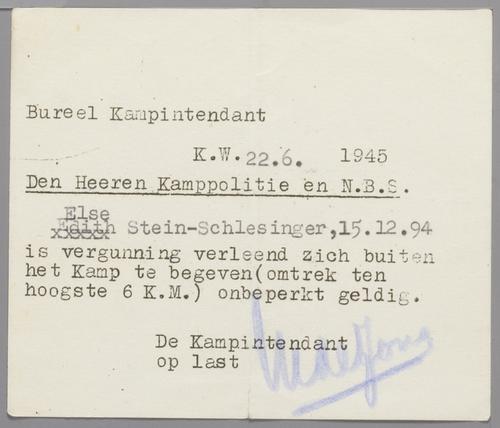 Bureel Kampintendant
K.W. 22.6. 1945
Den Heeren Kamppolitie en N.B.S.
Else
Edith Stein-Schlesinger,15.12.94
is vergunning verleend zich buiten
het Kamp te begeven(omtrek ten
hoogste 6 K.M.) onbeperkt geldig.
De Kampintendant
op last